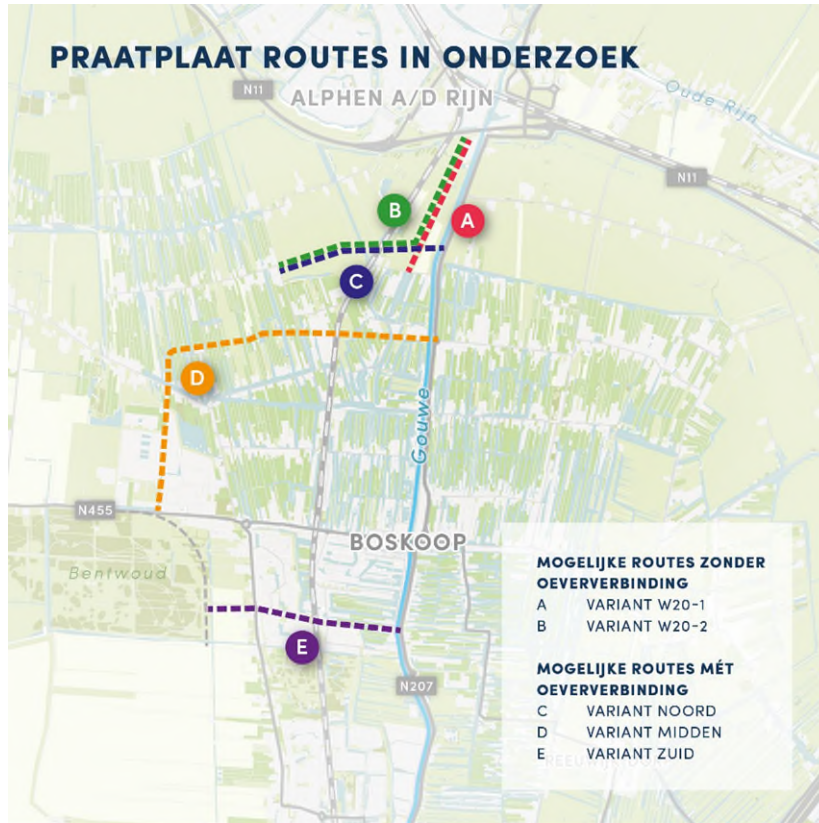 PRAATPLAAT ROUTES IN ONDERZOEK
N11
ALPHEN A/D RIJN
Oude Rijn
N11
B
A
C
D
Gouwe
N455
BOSKOOP
Bentwoud
E
N207
MOGELIJKE ROUTES ZONDER
OEVERVERBINDING
A VARIANT W20-1
B VARIANT W20-2
MOGELIJKE ROUTES MÉT
OEVERVERBINDING
C VARIANT NOORD
D VARIANT MIDDEN
E VARIANT ZUID